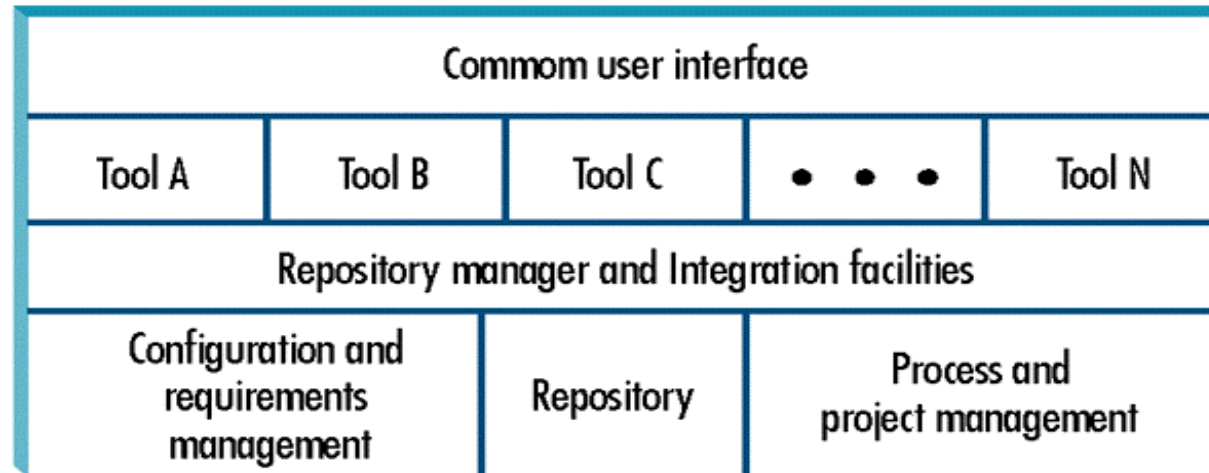 Commom user interface
Tool A
Tool B
Tool C
• • •
Tool N
Repository manager and Integration facilities
Configuration and
requirements
management
Repository
Process and
project management